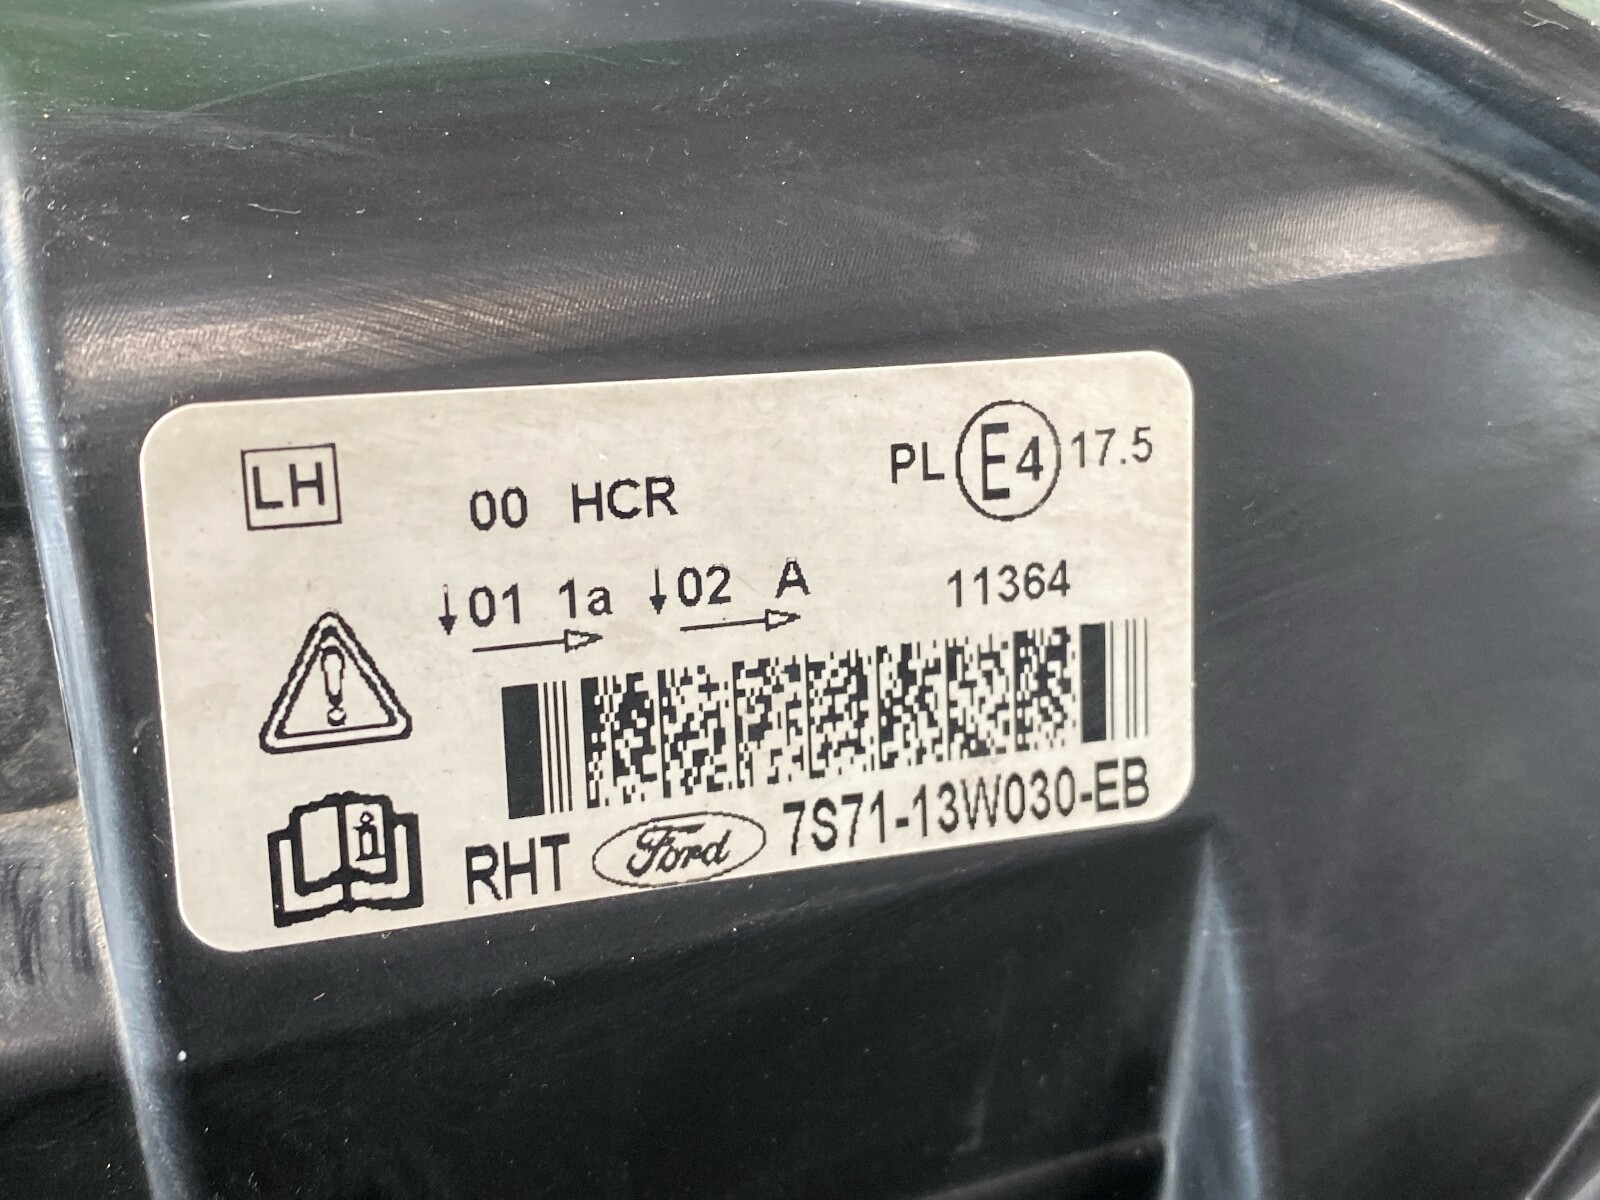 LH
00 HCR
PL E4 17.5
↓01 1a ↓02 A
11364
RHT Ford 7S71-13W030-EB